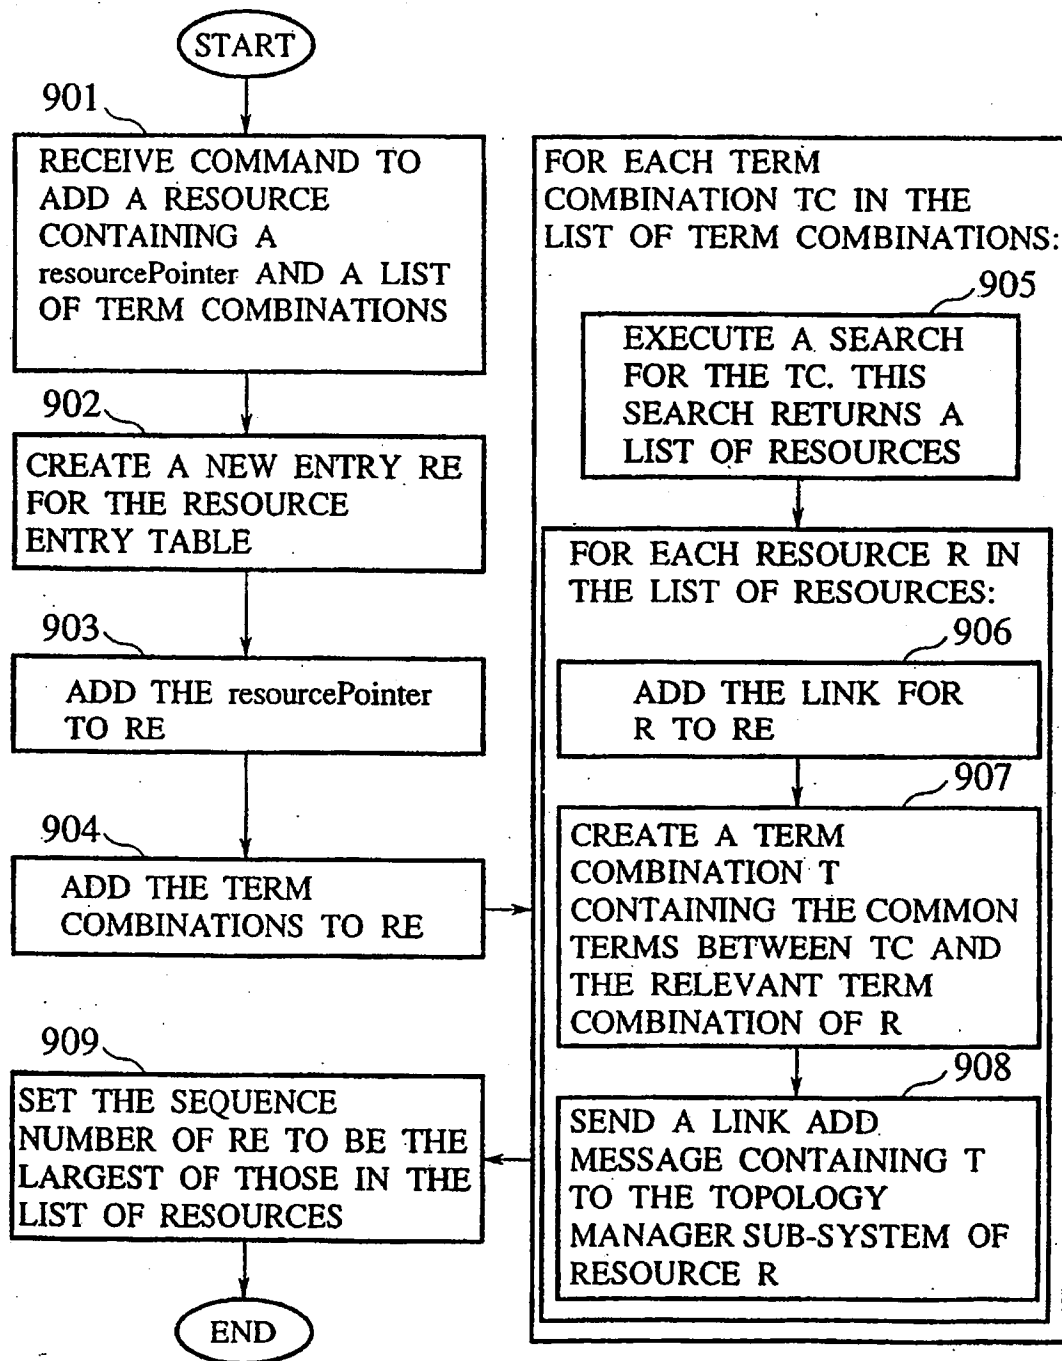 START
901
RECEIVE COMMAND TO
ADD A RESOURCE
CONTAINING A
resourcePointer AND A LIST
OF TERM COMBINATIONS
902
CREATE A NEW ENTRY RE
FOR THE RESOURCE
ENTRY TABLE
903
ADD THE resourcePointer
TO RE
904
ADD THE TERM
COMBINATIONS TO RE
FOR EACH TERM
COMBINATION TC IN THE
LIST OF TERM COMBINATIONS:
905
EXECUTE A SEARCH
FOR THE TC. THIS
SEARCH RETURNS A
LIST OF RESOURCES
FOR EACH RESOURCE R IN
THE LIST OF RESOURCES:
906
ADD THE LINK FOR
R TO RE
907
CREATE A TERM
COMBINATION T
CONTAINING THE COMMON
TERMS BETWEEN TC AND
THE RELEVANT TERM
COMBINATION OF R
908
SEND A LINK ADD
MESSAGE CONTAINING T
TO THE TOPOLOGY
MANAGER SUB-SYSTEM OF
RESOURCE R
909
SET THE SEQUENCE
NUMBER OF RE TO BE THE
LARGEST OF THOSE IN THE
LIST OF RESOURCES
END